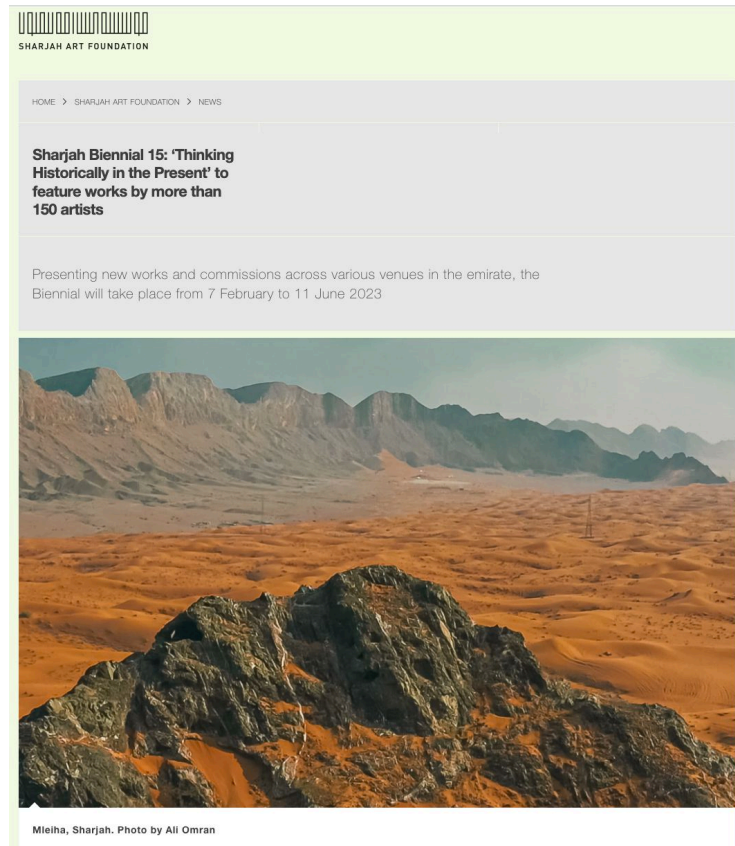 SHARJAH ART FOUNDATION
HOME > SHARJAH ART FOUNDATION > NEWS
Sharjah Biennial 15: ‘Thinking
Historically in the Present’ to
feature works by more than
150 artists
Presenting new works and commissions across various venues in the emirate, the
Biennial will take place from 7 February to 11 June 2023
Mleiha, Sharjah. Photo by Ali Omran